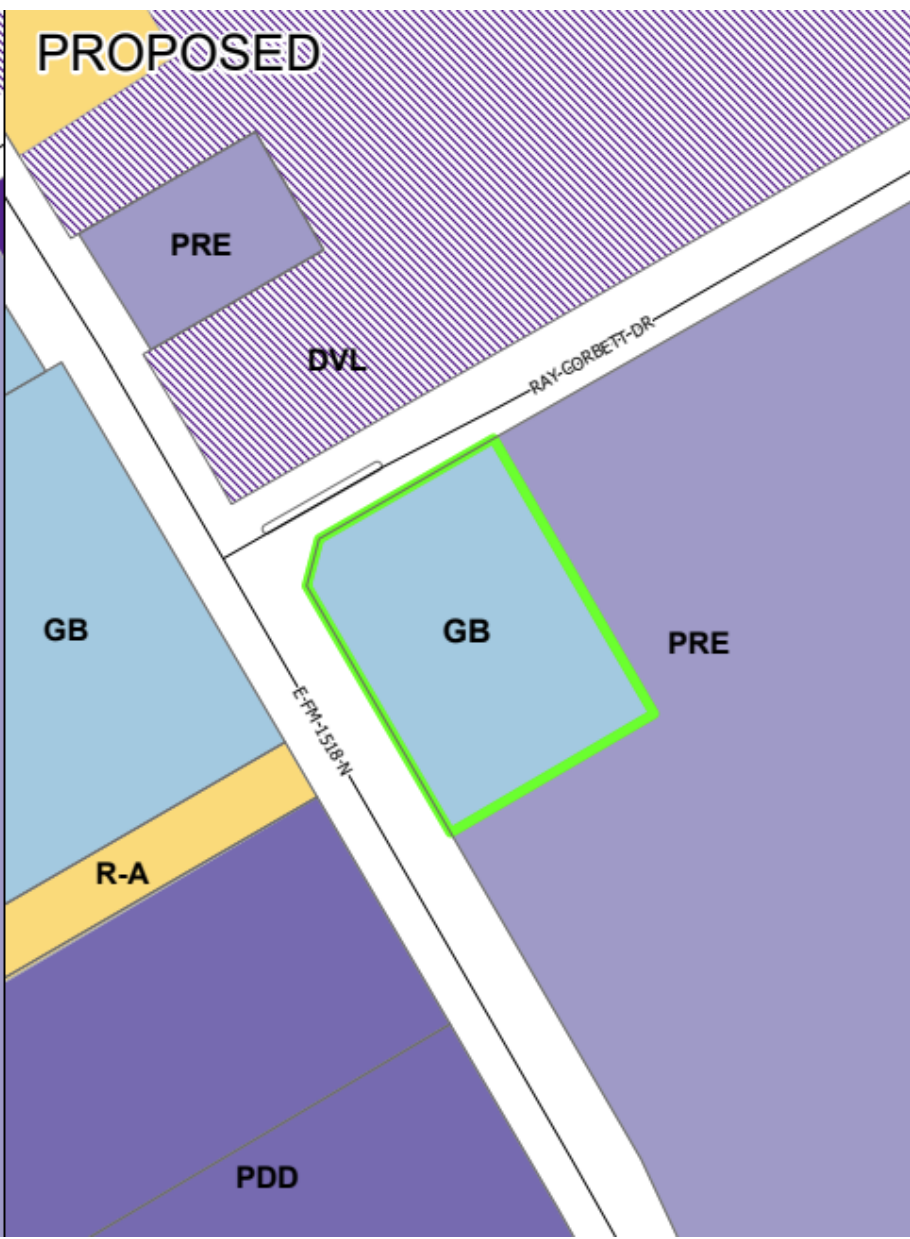 PROPOSED
PRE
DVL
RAY-CORBETT-DR
GB
GB
PRE
E-FM-1518-N
R-A
PDD